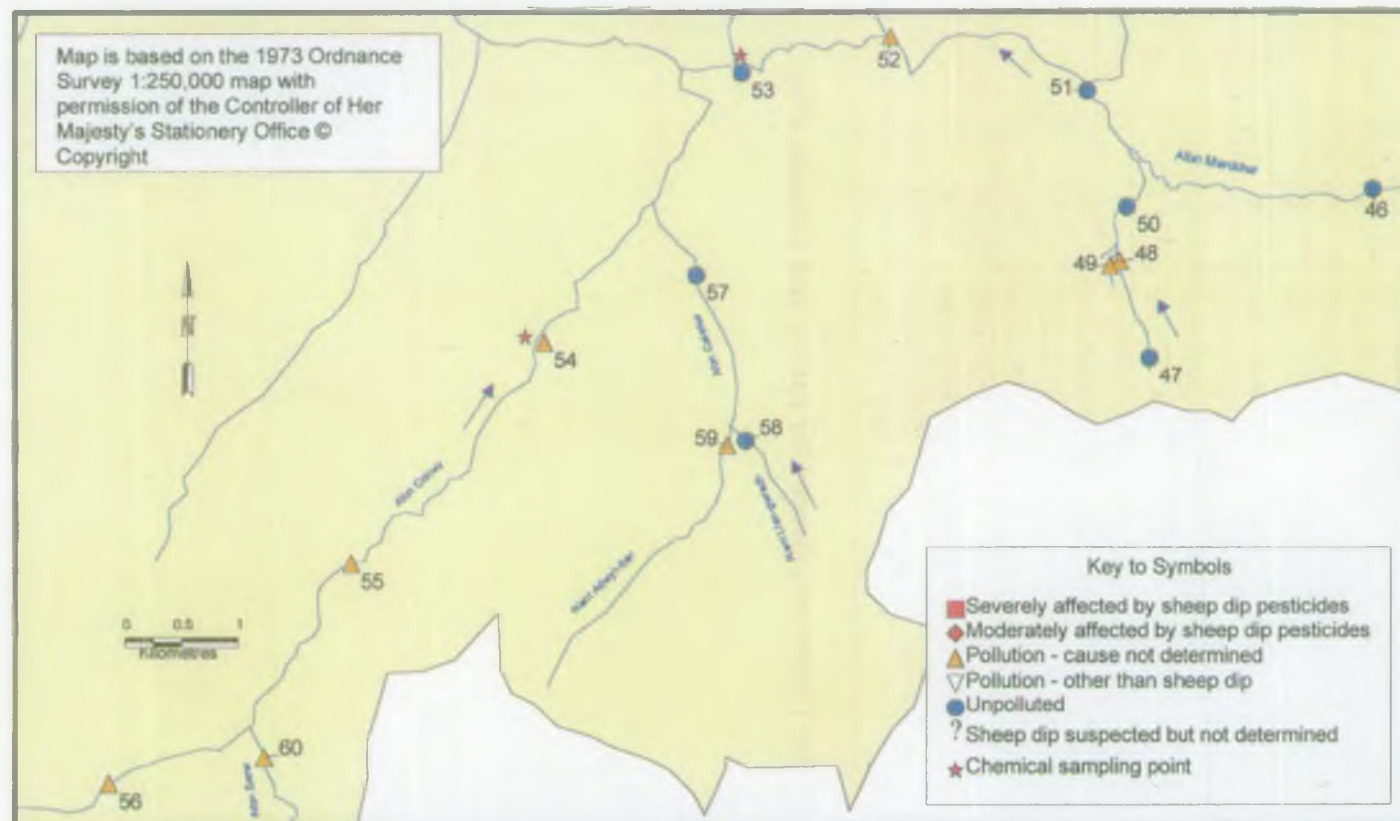 Map is based on the 1973 Ordnance
Survey 1:250,000 map with
permission of the Controller of Her
Majesty's Stationery Office ©
Copyright
52
53
51
Afon
46
50
49
48
57
N
54
47
Afon
59
58
Afon
Nant
55
0 0.5 1
Kilometres
60
56
Afon
Key to Symbols
Severely affected by sheep dip pesticides
Moderately affected by sheep dip pesticides
Pollution - cause not determined
Pollution - other than sheep dip
Unpolluted
? Sheep dip suspected but not determined
Chemical sampling point